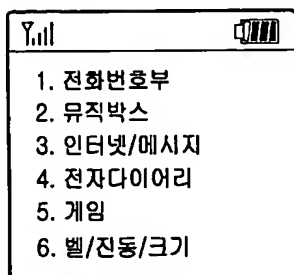 1. 전화번호부
2. 뮤직박스
3. 인터넷/메시지
4. 전자다이어리
5. 게임
6. 벨/진동/크기